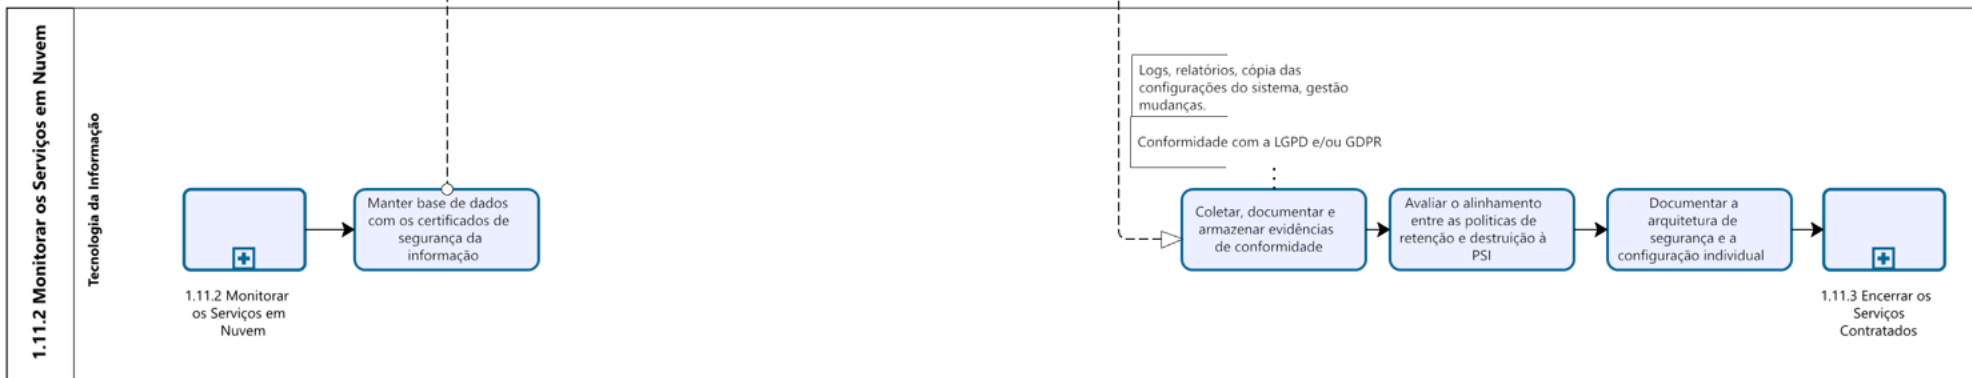 1.11.2 Monitorar os Serviços em Nuvem
Tecnologia da Informação
1.11.2 Monitorar
os Serviços em
Nuvem
Manter base de dados
com os certificados de
segurança da
informação
Logs, relatórios, cópia das
configurações do sistema, gestão
mudanças.
Conformidade com a LGPD e/ou GDPR
Coletar, documentar e
armazenar evidências
de conformidade
Avaliar o alinhamento
entre as políticas de
retenção e destruição à
PSI
Documentar a
arquitetura de
segurança e a
configuração individual
1.11.3 Encerrar os
Serviços
Contratados